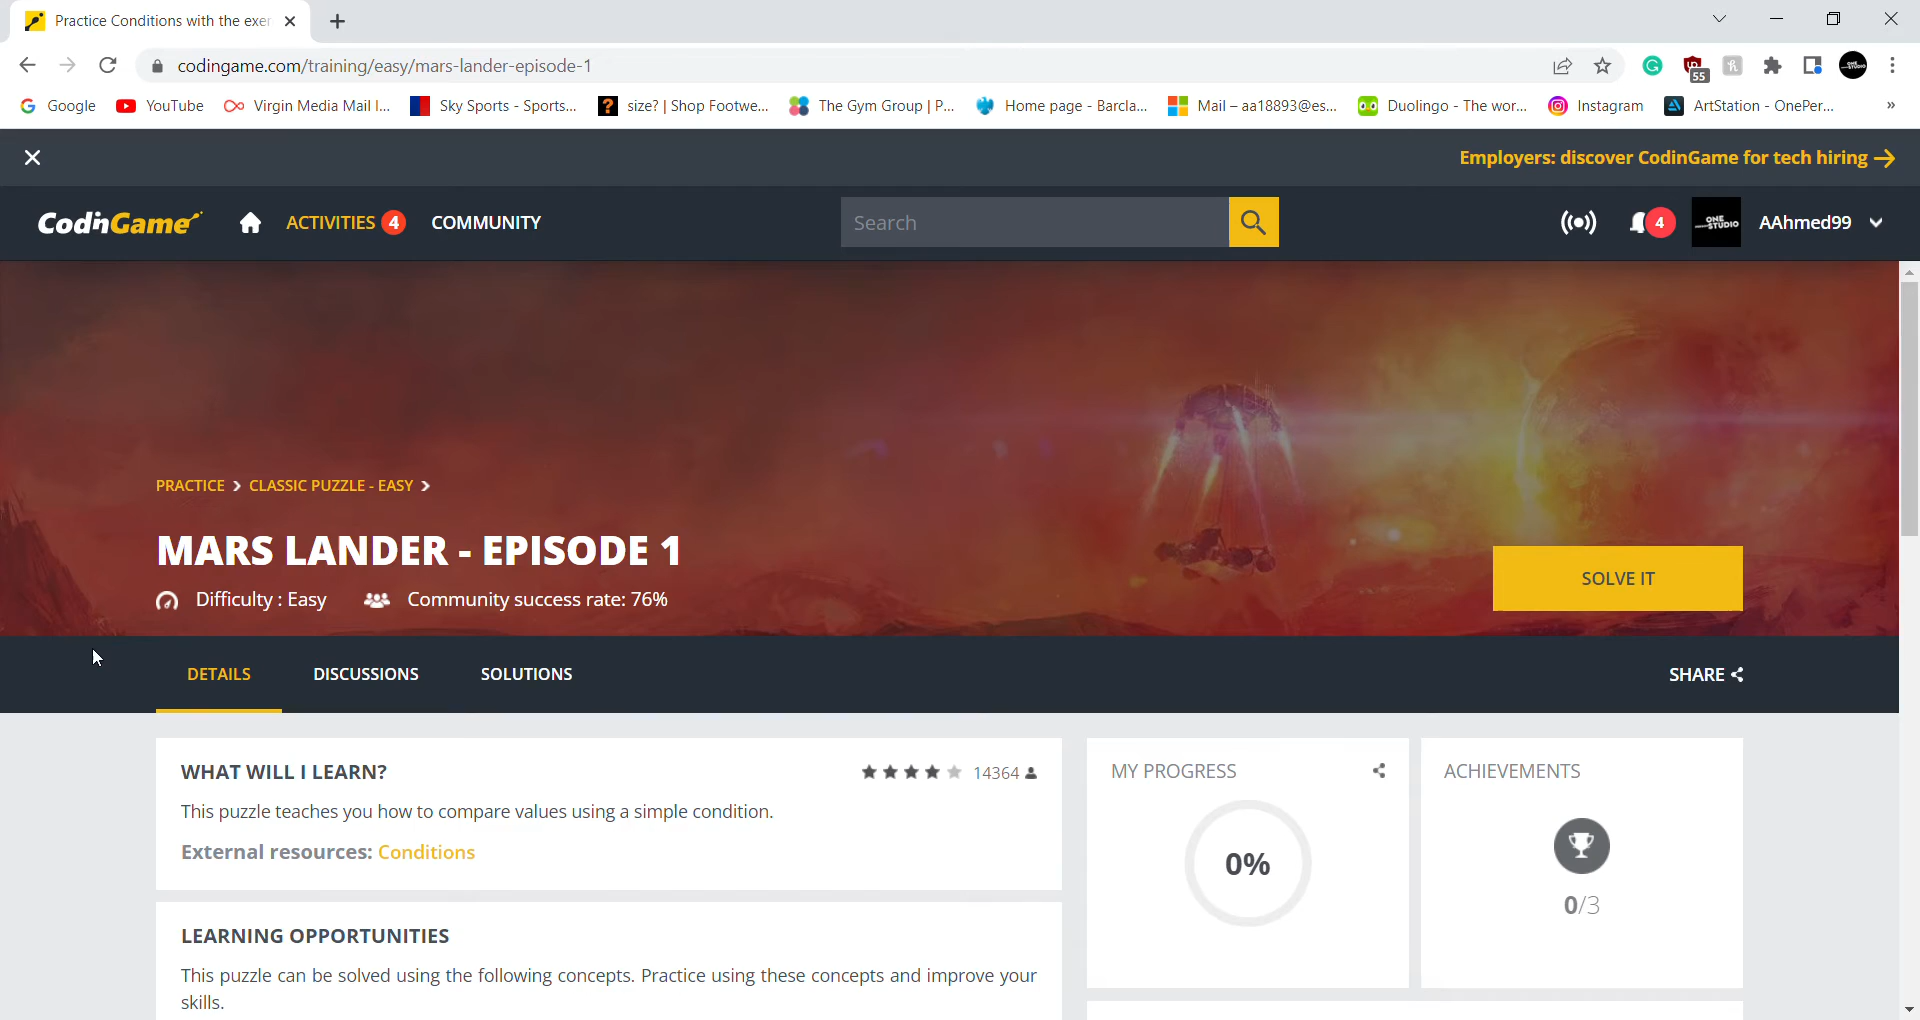 Practice Conditions with the exer
codingame.com/training/easy/mars-lander-episode-1
55
Google YouTube Virgin Media Mail I... Sky Sports - Sports... size? | Shop Footwe... The Gym Group | P... Home page - Barcla... Mail – aa18893@es... Duolingo - The wor... Instagram ArtStation - OnePer... »
Employers: discover CodinGame for tech hiring
CodinGame ACTIVITIES 4 COMMUNITY Search 4 ONE STUDIO AAhmed99
PRACTICE > CLASSIC PUZZLE - EASY >
MARS LANDER - EPISODE 1
Difficulty : Easy Community success rate: 76%
SOLVE IT
DETAILS DISCUSSIONS SOLUTIONS SHARE
WHAT WILL I LEARN? 14364
This puzzle teaches you how to compare values using a simple condition.
External resources: Conditions
MY PROGRESS
0%
ACHIEVEMENTS
0/3
LEARNING OPPORTUNITIES
This puzzle can be solved using the following concepts. Practice using these concepts and improve your
skills.